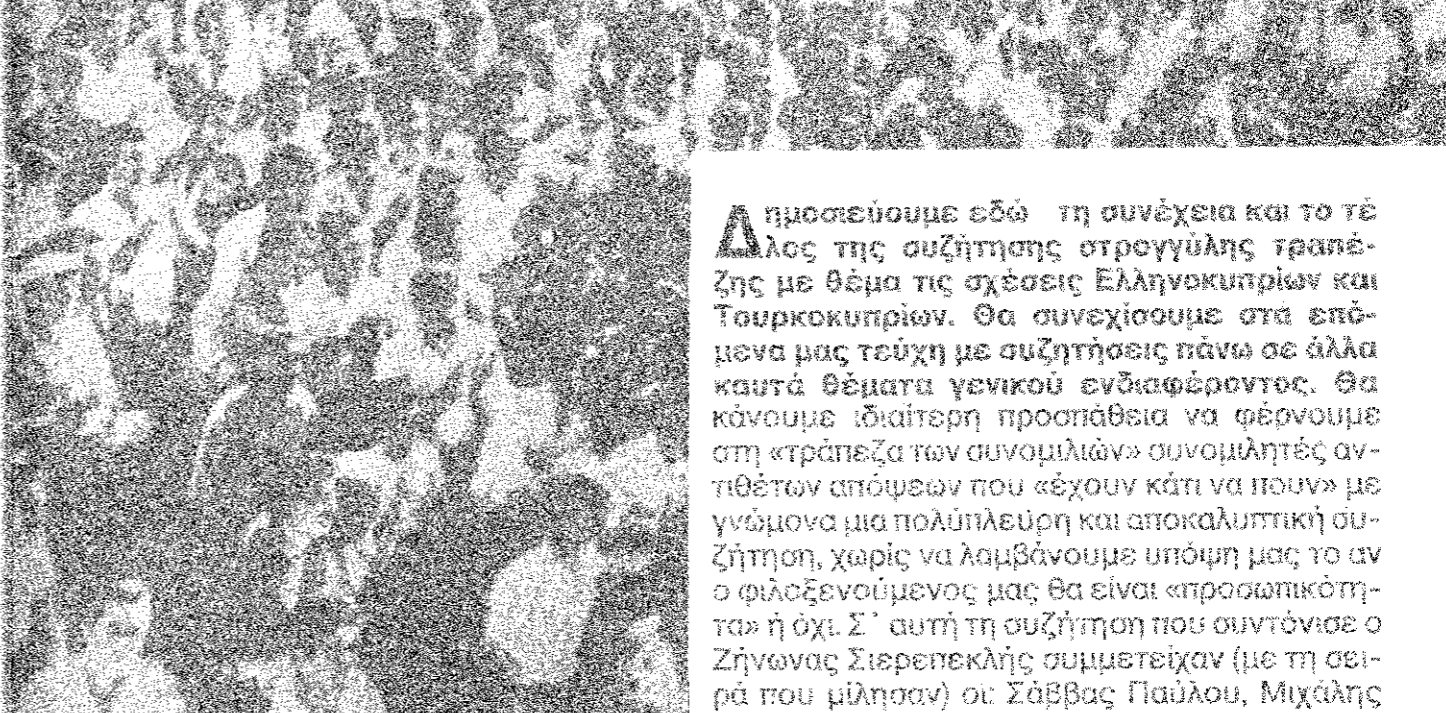 Δημοσιεύουμε εδώ τη συνέχεια και το τέ
λος της συζήτησης στρογγύλης τραπέ-
ζης με θέμα τις σχέσεις Ελληνοκυπρίων και
Τουρκοκυπρίων. Θα συνεχίσουμε στα επό-
μενα μας τεύχη με συζητήσεις πάνω σε άλλα
καυτά θέματα γενικού ενδιαφέροντος. Θα
κάνουμε ιδιαίτερη προσπάθεια να φέρνουμε
στη «τράπεζα των συνομιλιών» συνομιλητές αν-
τιθέτων απόψεων που «έχουν κάτι να πουν» με
γνώμονα μια πολύπλευρη και αποκαλυπτική συ-
ζήτηση, χωρίς να λαμβάνουμε υπόψη μας το αν
ο φιλοξενούμενος μας θα είναι «προσωπικότη-
τα» ή όχι. Σ' αυτή τη συζήτηση που συντόνισε ο
Ζήνωνας Σιερεπεκλής συμμετείχαν (με τη σει-
ρά που μίλησαν) οι: Σάββας Παύλου, Μιχάλης